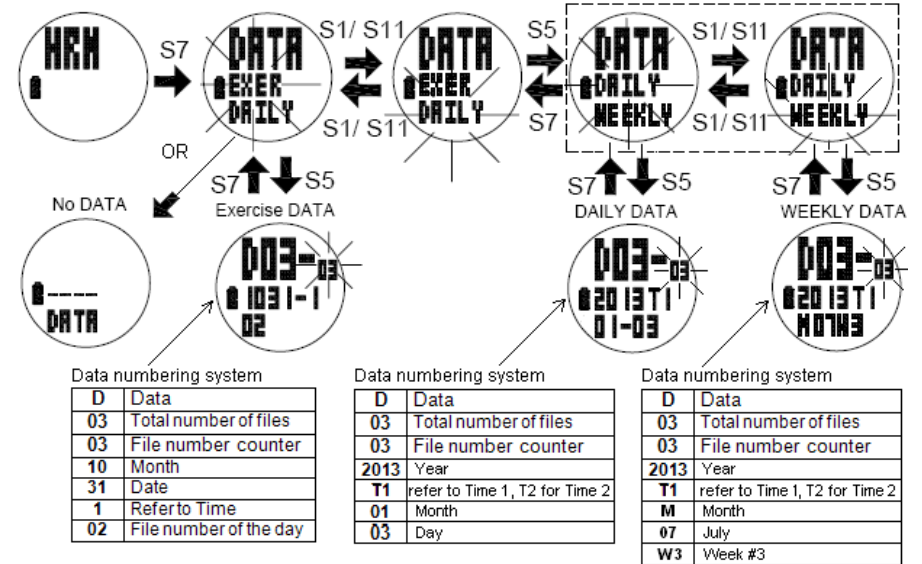 HRM
S7
DATA
EXER
DAILY
S1/ S11
S1/ S11
DATA
EXER
DAILY
S5
S7
DATA
DAILY
WEEKLY
S1/ S11
S1/ S11
DATA
DAILY
WEEKLY
OR
No DATA
----
DATA
S7
S5
Exercise DATA
D03-03
1031-1
02
S7
S5
DAILY DATA
D03-03
2013T1
01-03
S7
S5
WEEKLY DATA
D03-03
2013T1
M07W3
Data numbering system
D Data
03 Total number of files
03 File number counter
10 Month
31 Date
1 Refer to Time
02 File number of the day
Data numbering system
D Data
03 Total number of files
03 File number counter
2013 Year
T1 refer to Time 1, T2 for Time 2
01 Month
03 Day
Data numbering system
D Data
03 Total number of files
03 File number counter
2013 Year
T1 refer to Time 1, T2 for Time 2
M Month
07 July
W3 Week #3